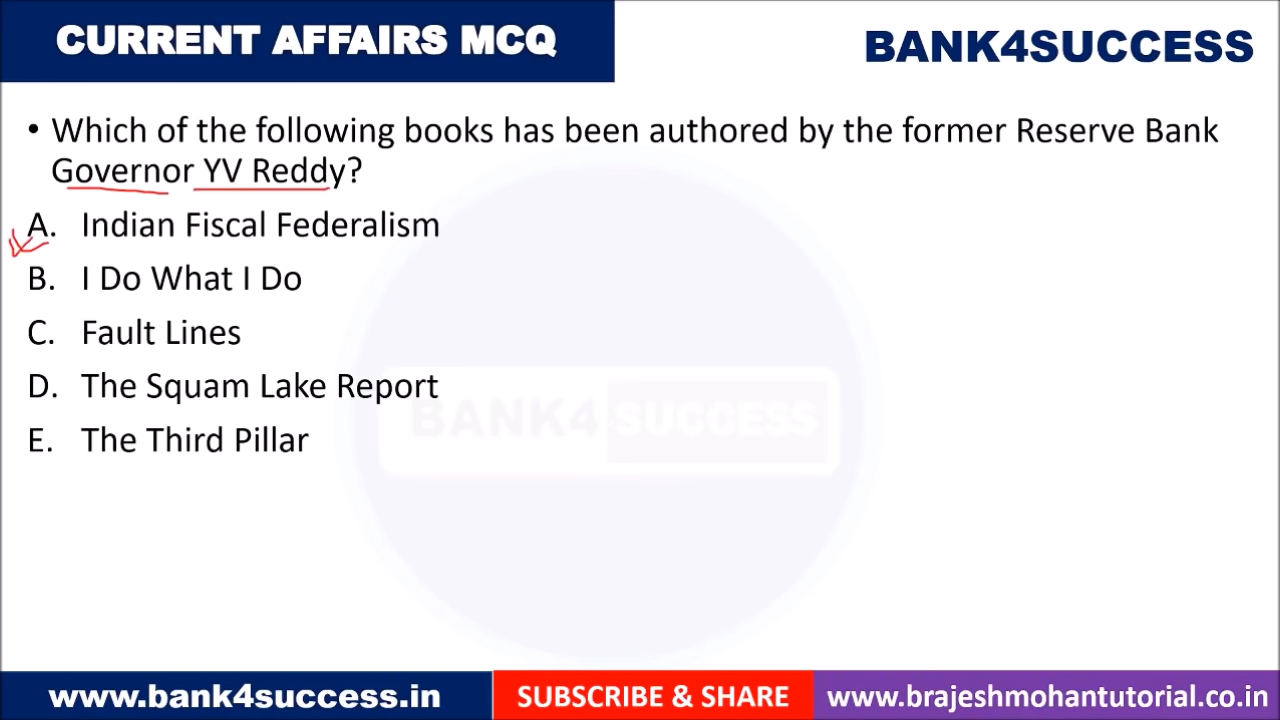 CURRENT AFFAIRS MCQ
BANK4SUCCESS
• Which of the following books has been authored by the former Reserve Bank
Governor YV Reddy?
A. Indian Fiscal Federalism
B. I Do What I Do
C. Fault Lines
D. The Squam Lake Report
E. The Third Pillar
BANK4 SUCCESS
www.bank4success.in
SUBSCRIBE & SHARE
www.brajeshmohantutorial.co.in